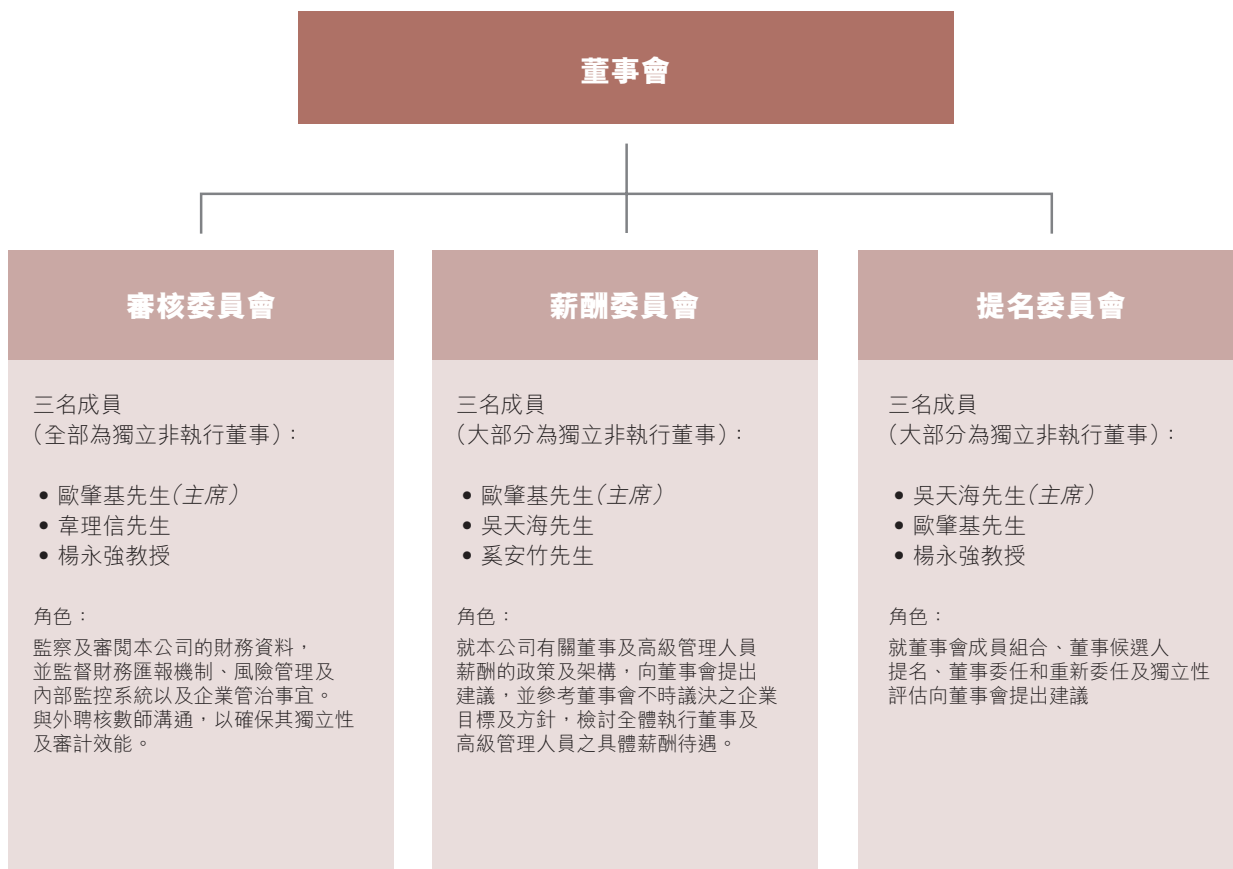 董事會
審核委員會
三名成員
(全部為獨立非執行董事)：
• 歐肇基先生(主席)
• 韋理信先生
• 楊永強教授
角色：
監察及審閱本公司的財務資料，
並監督財務匯報機制、風險管理及
內部監控系統以及企業管治事宜。
與外聘核數師溝通，以確保其獨立性
及審計效能。
薪酬委員會
三名成員
(大部分為獨立非執行董事)：
• 歐肇基先生(主席)
• 吳天海先生
• 奚安竹先生
角色：
就本公司有關董事及高級管理人員
薪酬的政策及架構，向董事會提出
建議，並參考董事會不時議決之企業
目標及方針，檢討全體執行董事及
高級管理人員之具體薪酬待遇。
提名委員會
三名成員
(大部分為獨立非執行董事)：
• 吳天海先生(主席)
• 歐肇基先生
• 楊永強教授
角色：
就董事會成員組合、董事候選人
提名、董事委任和重新委任及獨立性
評估向董事會提出建議